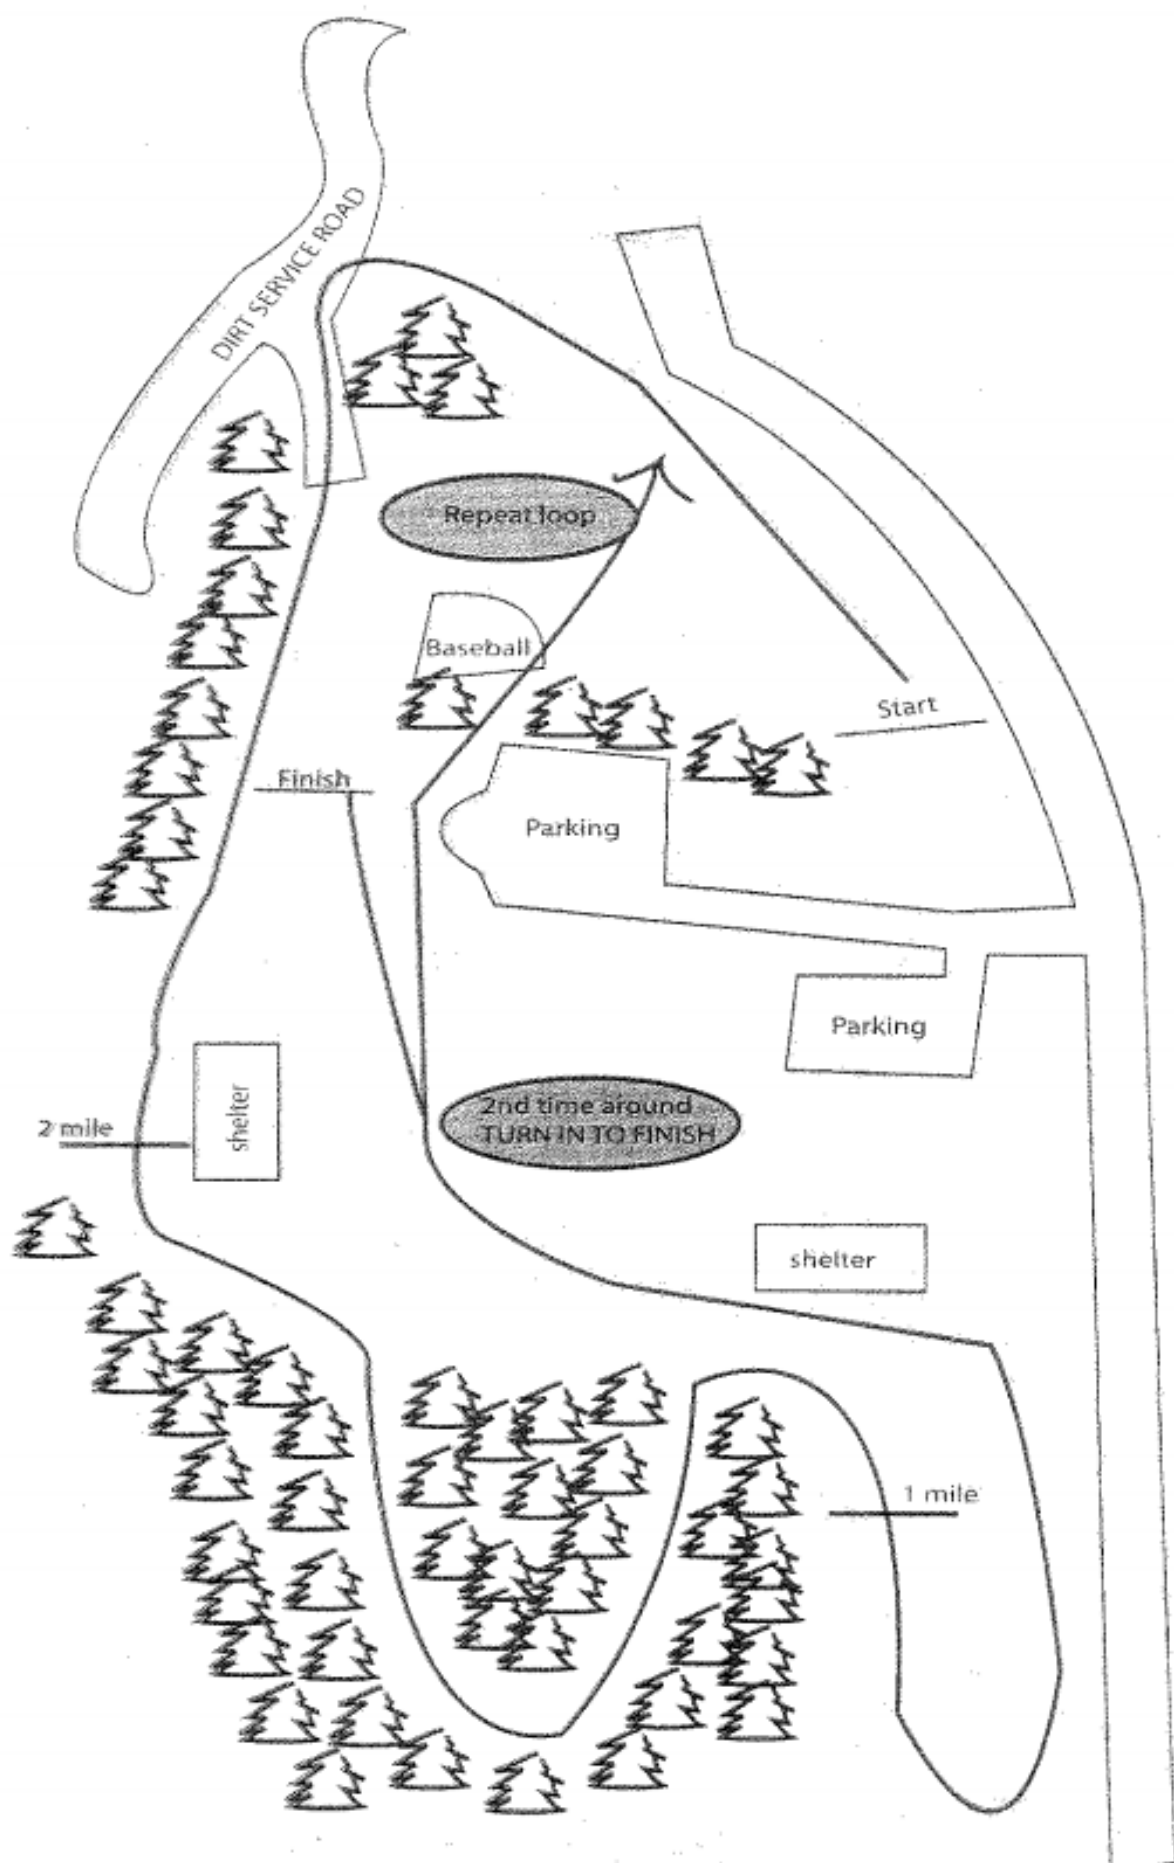 DIRT SERVICE ROAD
Repeat loop
Baseball
Start
Finish
Parking
Parking
shelter
2 mile
2nd time around
TURN IN TO FINISH
shelter
1 mile